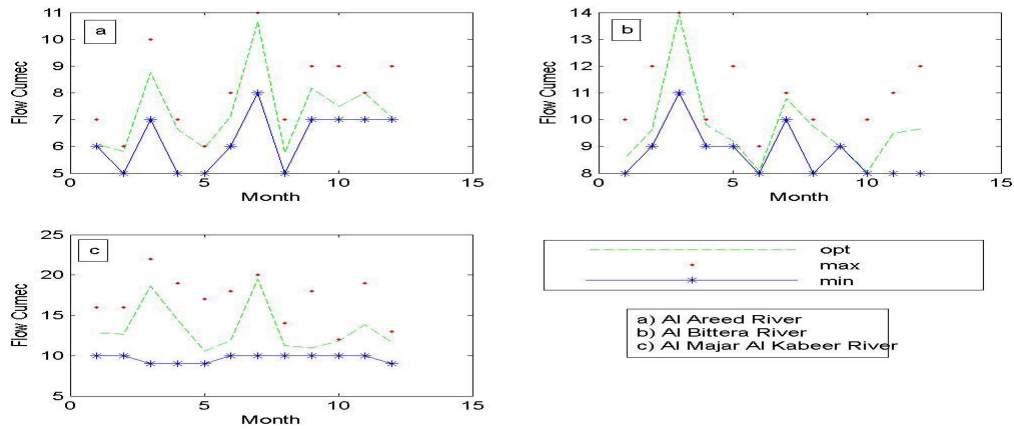 a
Flow Cumec
11
10
9
8
7
6
5
0
5
10
15
Month
b
Flow Cumec
14
13
12
11
10
9
8
0
5
10
15
Month
c
Flow Cumec
25
20
15
10
5
0
5
10
15
Month
opt
max
min
a) Al Areed River
b) Al Bittera River
c) Al Majar Al Kabeer River